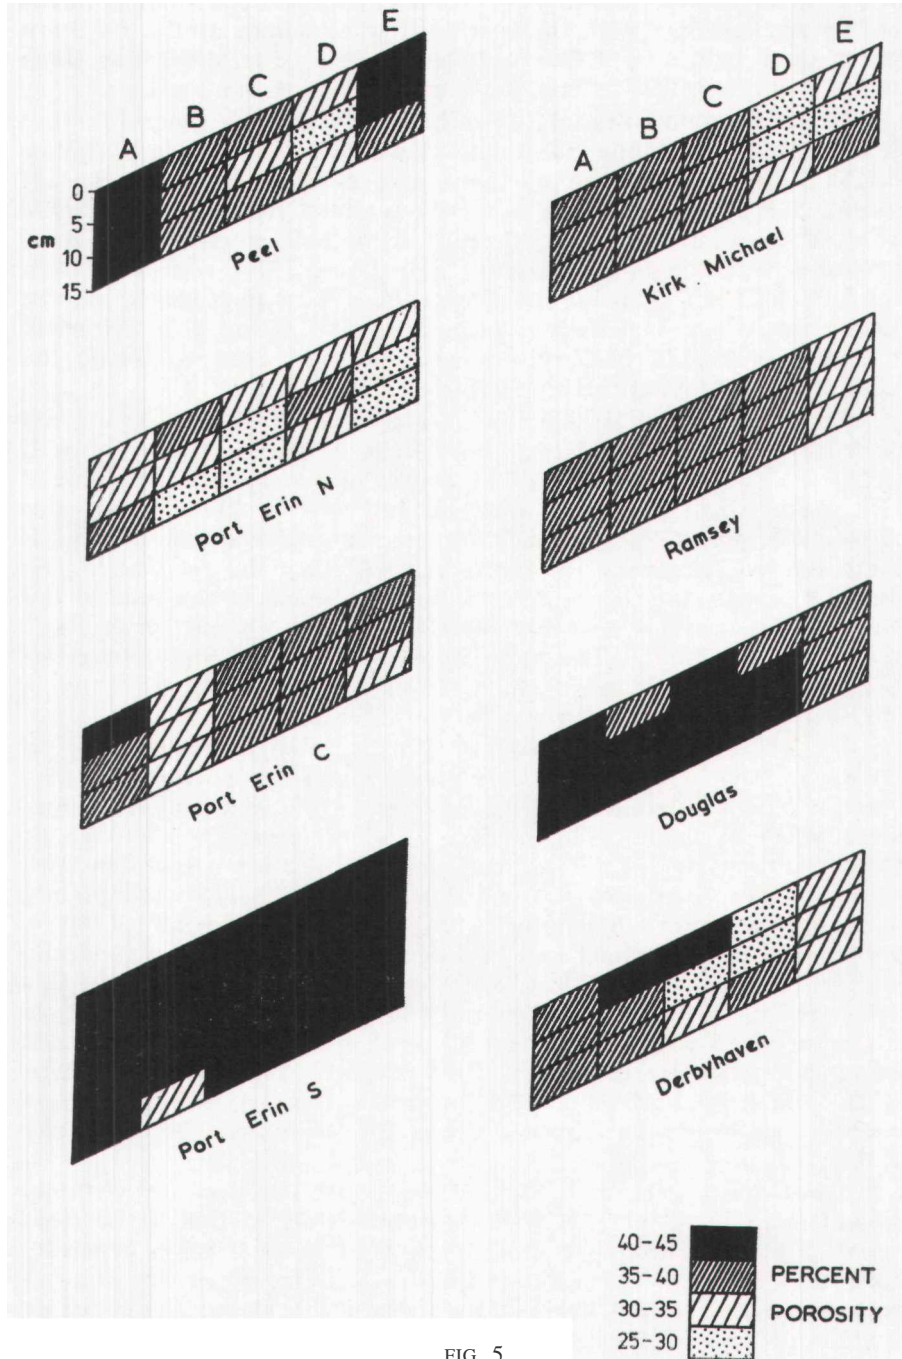 A B C D E
0
5
cm
10
15
Peel
A B C D E
Kirk Michael
Port Erin N
Ramsey
Port Erin C
Douglas
Port Erin S
Derbyhaven
40-45
35-40 PERCENT
30-35 POROSITY
25-30
FIG. 5